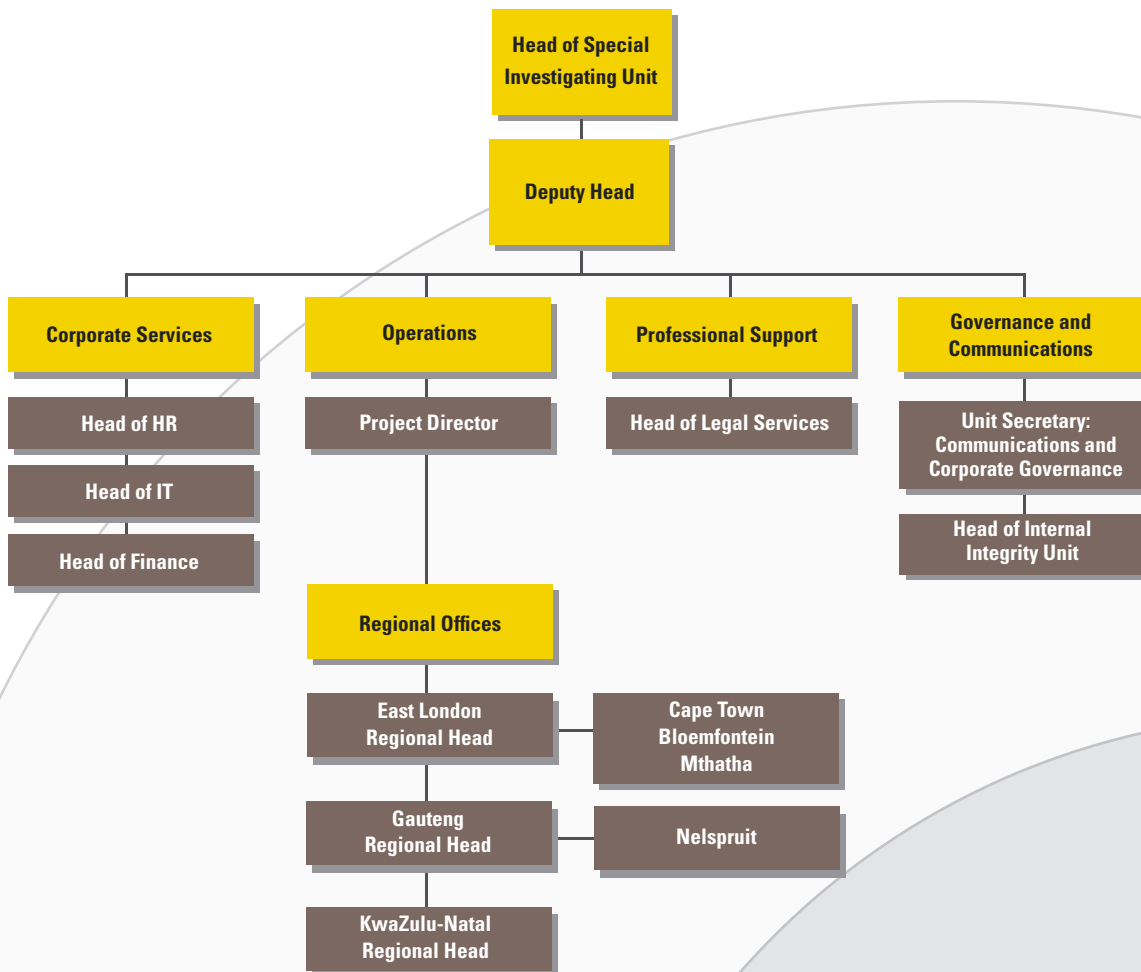 Head of Special
Investigating Unit
Deputy Head
Corporate Services
Operations
Professional Support
Governance and
Communications
Head of HR
Project Director
Head of Legal Services
Unit Secretary:
Communications and
Corporate Governance
Head of IT
Head of Internal
Integrity Unit
Head of Finance
Regional Offices
East London
Regional Head
Cape Town
Bloemfontein
Mthatha
Gauteng
Regional Head
Nelspruit
KwaZulu-Natal
Regional Head